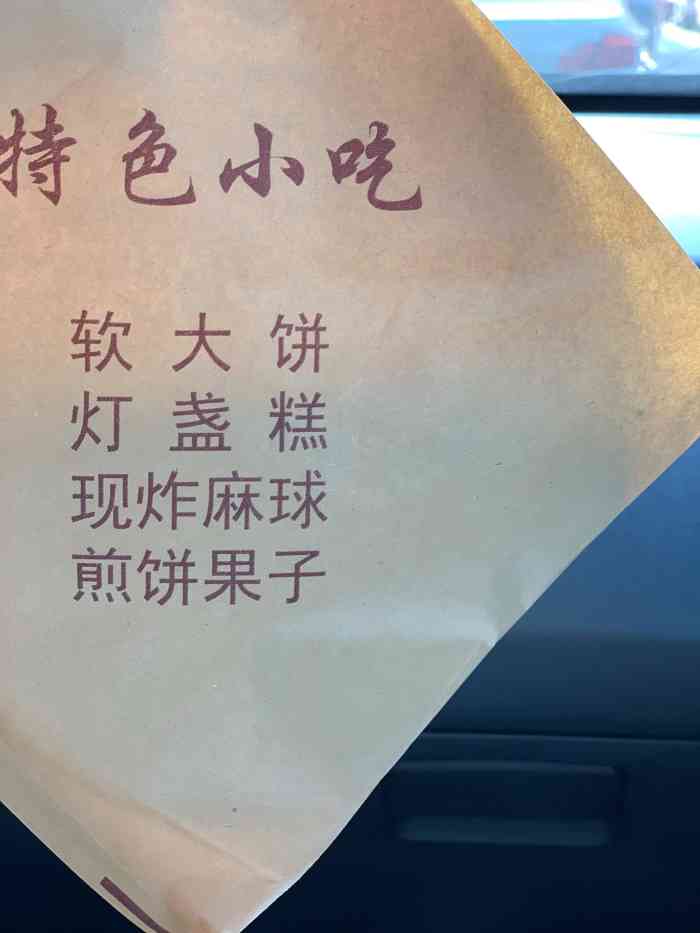 特色小吃
软大饼
灯盏糕
现炸麻球
煎饼果子